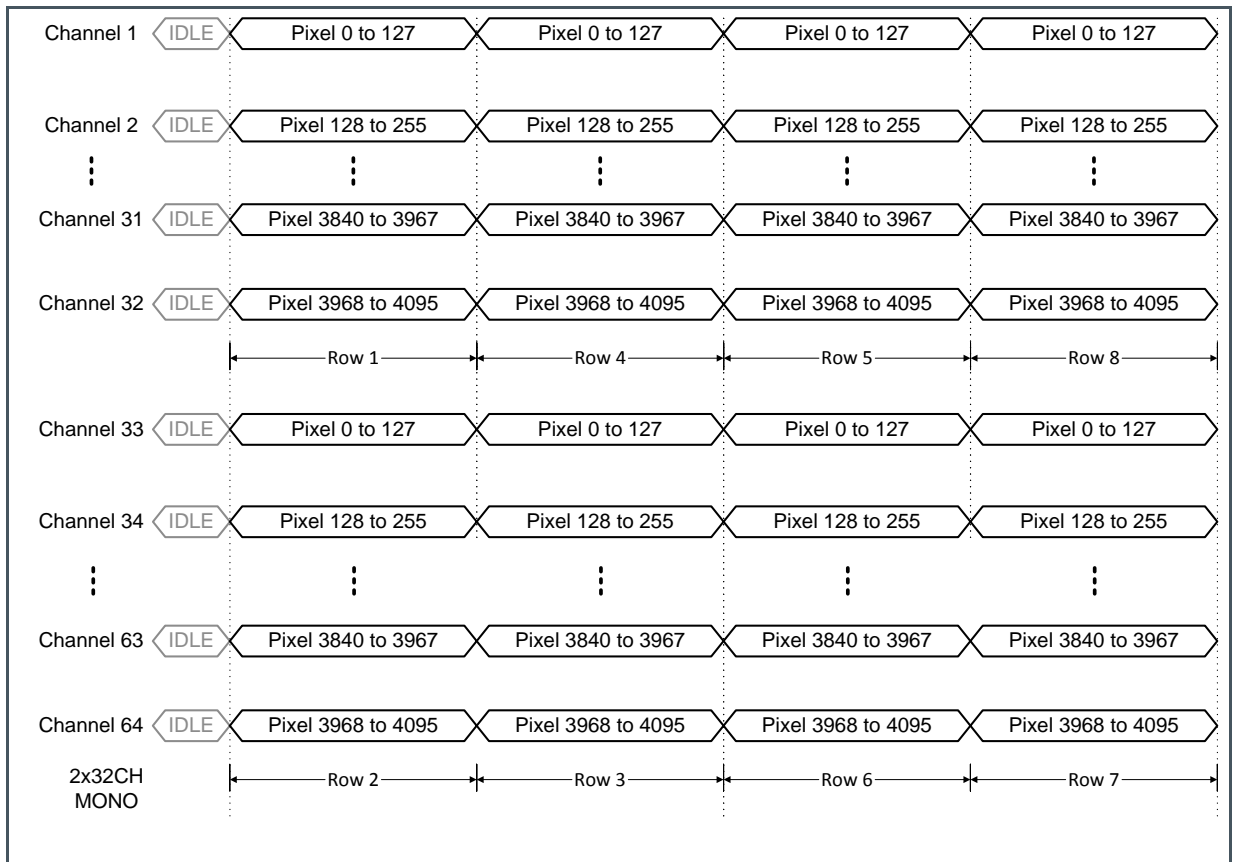 Channel 1 IDLE Pixel 0 to 127 Pixel 0 to 127 Pixel 0 to 127 Pixel 0 to 127
Channel 2 IDLE Pixel 128 to 255 Pixel 128 to 255 Pixel 128 to 255 Pixel 128 to 255
Channel 31 IDLE Pixel 3840 to 3967 Pixel 3840 to 3967 Pixel 3840 to 3967 Pixel 3840 to 3967
Channel 32 IDLE Pixel 3968 to 4095 Pixel 3968 to 4095 Pixel 3968 to 4095 Pixel 3968 to 4095
Row 1 Row 4 Row 5 Row 8
Channel 33 IDLE Pixel 0 to 127 Pixel 0 to 127 Pixel 0 to 127 Pixel 0 to 127
Channel 34 IDLE Pixel 128 to 255 Pixel 128 to 255 Pixel 128 to 255 Pixel 128 to 255
Channel 63 IDLE Pixel 3840 to 3967 Pixel 3840 to 3967 Pixel 3840 to 3967 Pixel 3840 to 3967
Channel 64 IDLE Pixel 3968 to 4095 Pixel 3968 to 4095 Pixel 3968 to 4095 Pixel 3968 to 4095
2x32CH Row 2 Row 3 Row 6 Row 7
MONO